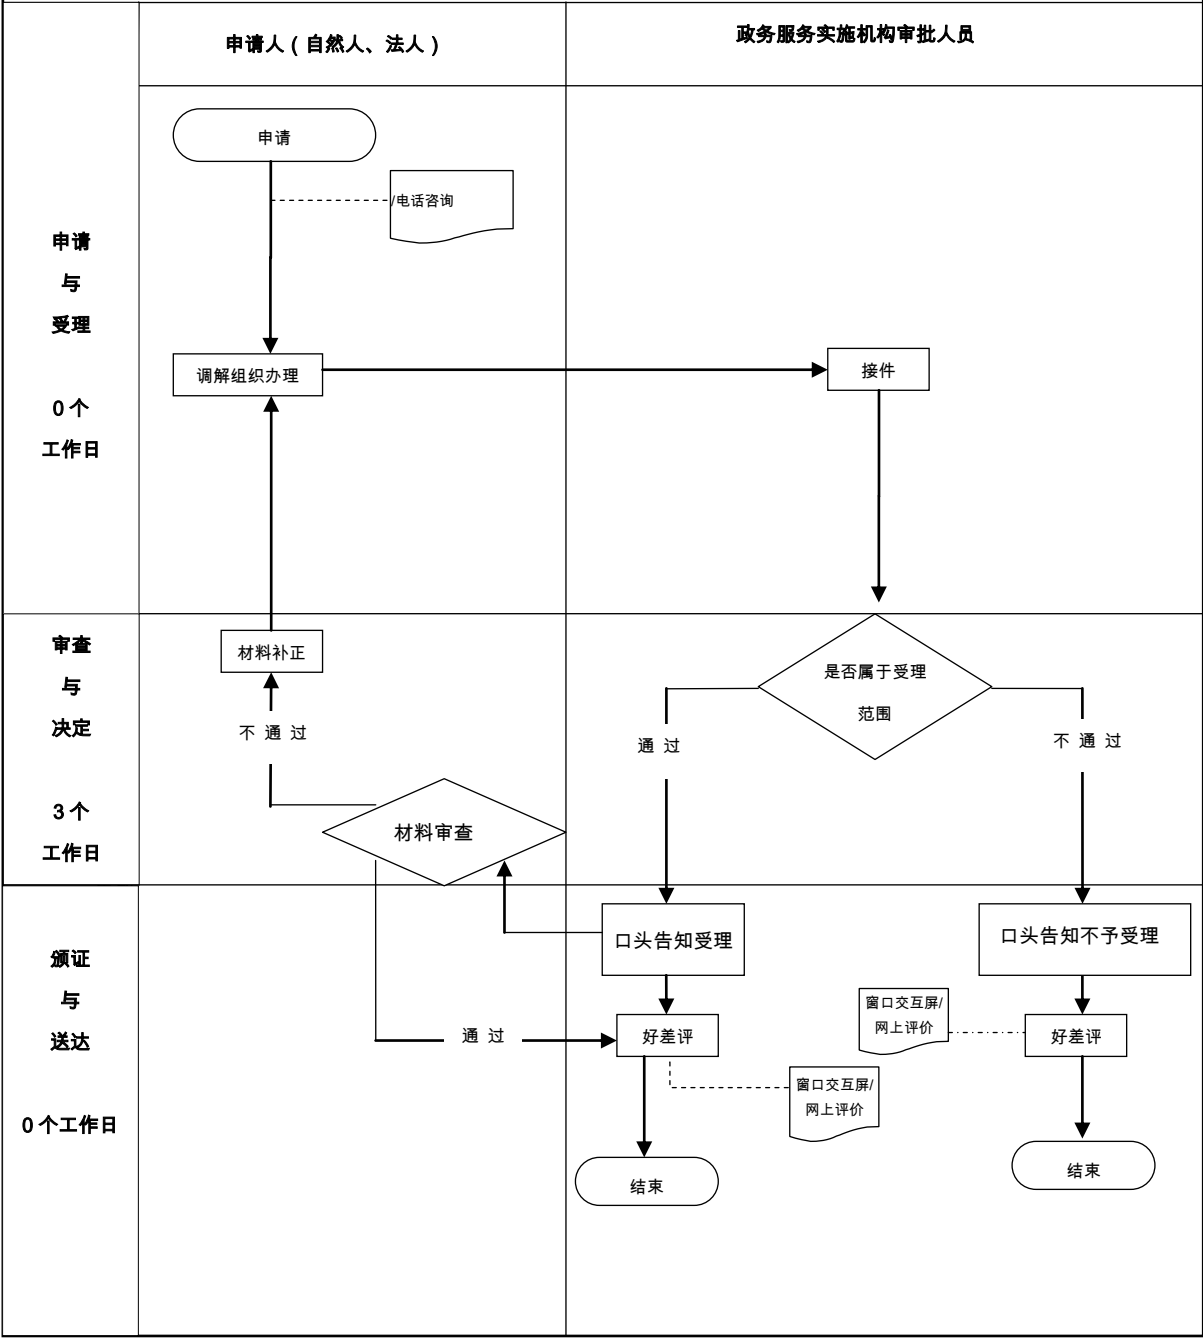 申请人（自然人、法人）
政务服务实施机构审批人员
申请
与
受理
0个
工作日
申请
/电话咨询
调解组织办理
接件
审查
与
决定
3个
工作日
材料补正
不 通 过
材料审查
是否属于受理
范围
通 过
不 通 过
颁证
与
送达
0个工作日
口头告知受理
口头告知不予受理
通 过
好差评
窗口交互屏/
网上评价
好差评
窗口交互屏/
网上评价
结束
结束